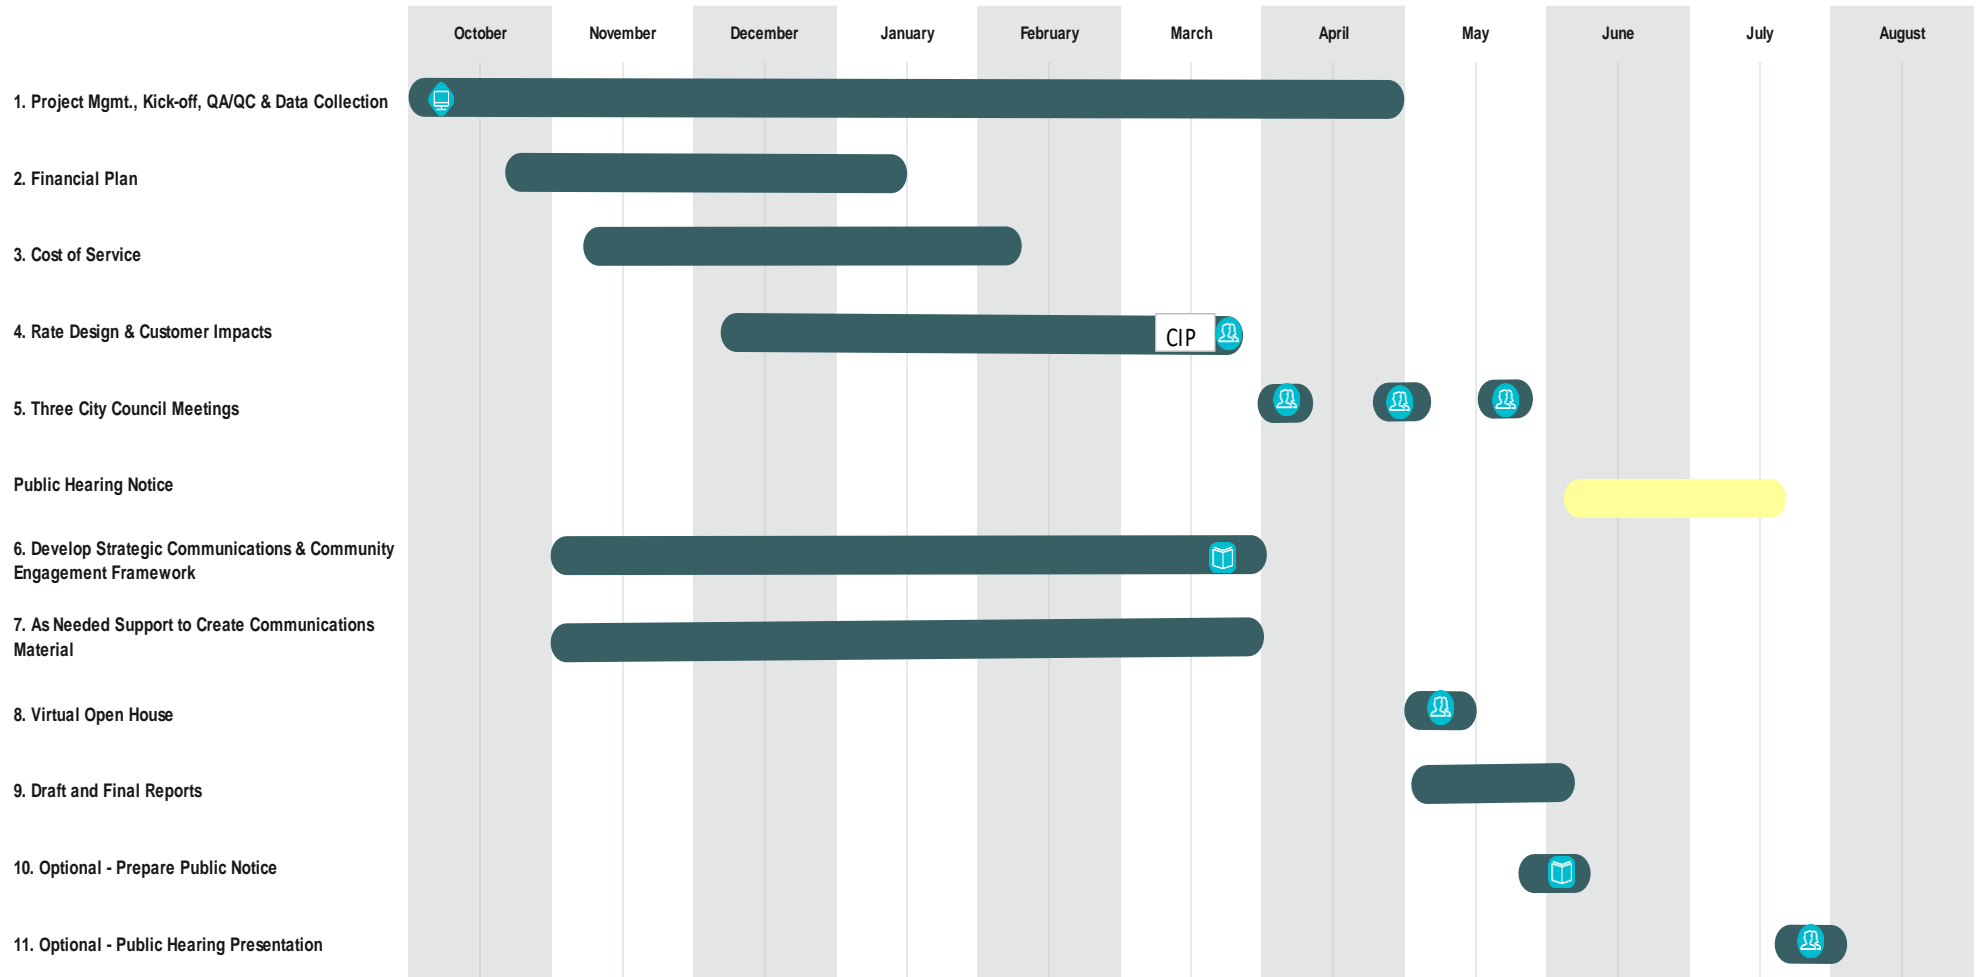 October November December January February March April May June July August
1. Project Mgmt., Kick-off, QA/QC & Data Collection
2. Financial Plan
3. Cost of Service
4. Rate Design & Customer Impacts
CIP
5. Three City Council Meetings
Public Hearing Notice
6. Develop Strategic Communications & Community
Engagement Framework
7. As Needed Support to Create Communications
Material
8. Virtual Open House
9. Draft and Final Reports
10. Optional - Prepare Public Notice
11. Optional - Public Hearing Presentation